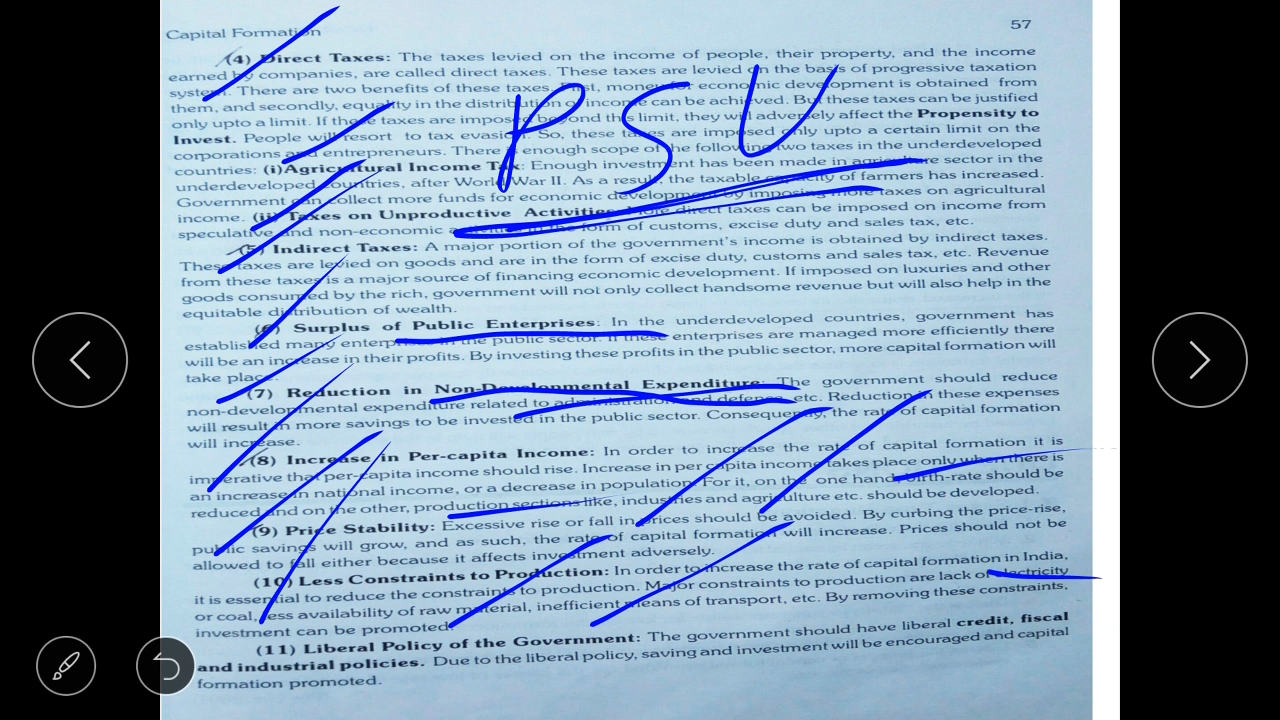 Capital Formation 57
(4) Direct Taxes: The taxes levied on the income of people, their property, and the income
earned by companies, are called direct taxes. These taxes are levied on the basis of progressive taxation
system. There are two benefits of these taxes. First, money for economic development is obtained from
them, and secondly, equality in the distribution of income can be achieved. But these taxes can be justified
only upto a limit. If these taxes are imposed beyond this limit, they will adversely affect the Propensity to
Invest. People will resort to tax evasion. So, these taxes are imposed only upto a certain limit on the
corporations and entrepreneurs. There is enough scope of the following two taxes in the underdeveloped
countries: (i) Agricultural Income Tax: Enough investment has been made in agriculture sector in the
underdeveloped countries, after World War II. As a result, the taxable capacity of farmers has increased.
Government can collect more funds for economic development by imposing more taxes on agricultural
income. (ii) Taxes on Unproductive Activities: More direct taxes can be imposed on income from
speculative and non-economic activities in the form of customs, excise duty and sales tax, etc.
(5) Indirect Taxes: A major portion of the government's income is obtained by indirect taxes.
These taxes are levied on goods and are in the form of excise duty, customs and sales tax, etc. Revenue
from these taxes is a major source of financing economic development. If imposed on luxuries and other
goods consumed by the rich, government will not only collect handsome revenue but will also help in the
equitable distribution of wealth.
(6) Surplus of Public Enterprises: In the underdeveloped countries, government has
established many enterprises in the public sector. If these enterprises are managed more efficiently there
will be an increase in their profits. By investing these profits in the public sector, more capital formation will
take place.
(7) Reduction in Non-Developmental Expenditure: The government should reduce
non-developmental expenditure related to administration and defence, etc. Reduction in these expenses
will result in more savings to be invested in the public sector. Consequently, the rate of capital formation
will increase.
(8) Increase in Per-capita Income: In order to increase the rate of capital formation it is
imperative that per-capita income should rise. Increase in per capita income takes place only when there is
an increase in national income, or a decrease in population. For it, on the one hand birth-rate should be
reduced and on the other, production sections like, industries and agriculture etc. should be developed.
(9) Price Stability: Excessive rise or fall in prices should be avoided. By curbing the price-rise,
public savings will grow, and as such, the rate of capital formation will increase. Prices should not be
allowed to fall either because it affects investment adversely.
(10) Less Constraints to Production: In order to increase the rate of capital formation in India,
it is essential to reduce the constraints to production. Major constraints to production are lack of electricity
or coal, less availability of raw material, inefficient means of transport, etc. By removing these constraints,
investment can be promoted.
(11) Liberal Policy of the Government: The government should have liberal credit, fiscal
and industrial policies. Due to the liberal policy, saving and investment will be encouraged and capital
formation promoted.